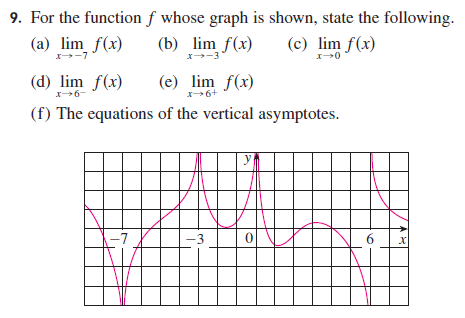 9. For the function f whose graph is shown, state the following.
(a) lim x→−7 f(x) (b) lim x→−3 f(x) (c) lim x→0 f(x)
(d) lim x→6− f(x) (e) lim x→6+ f(x)
(f) The equations of the vertical asymptotes.
y
−7 −3 0 6 x